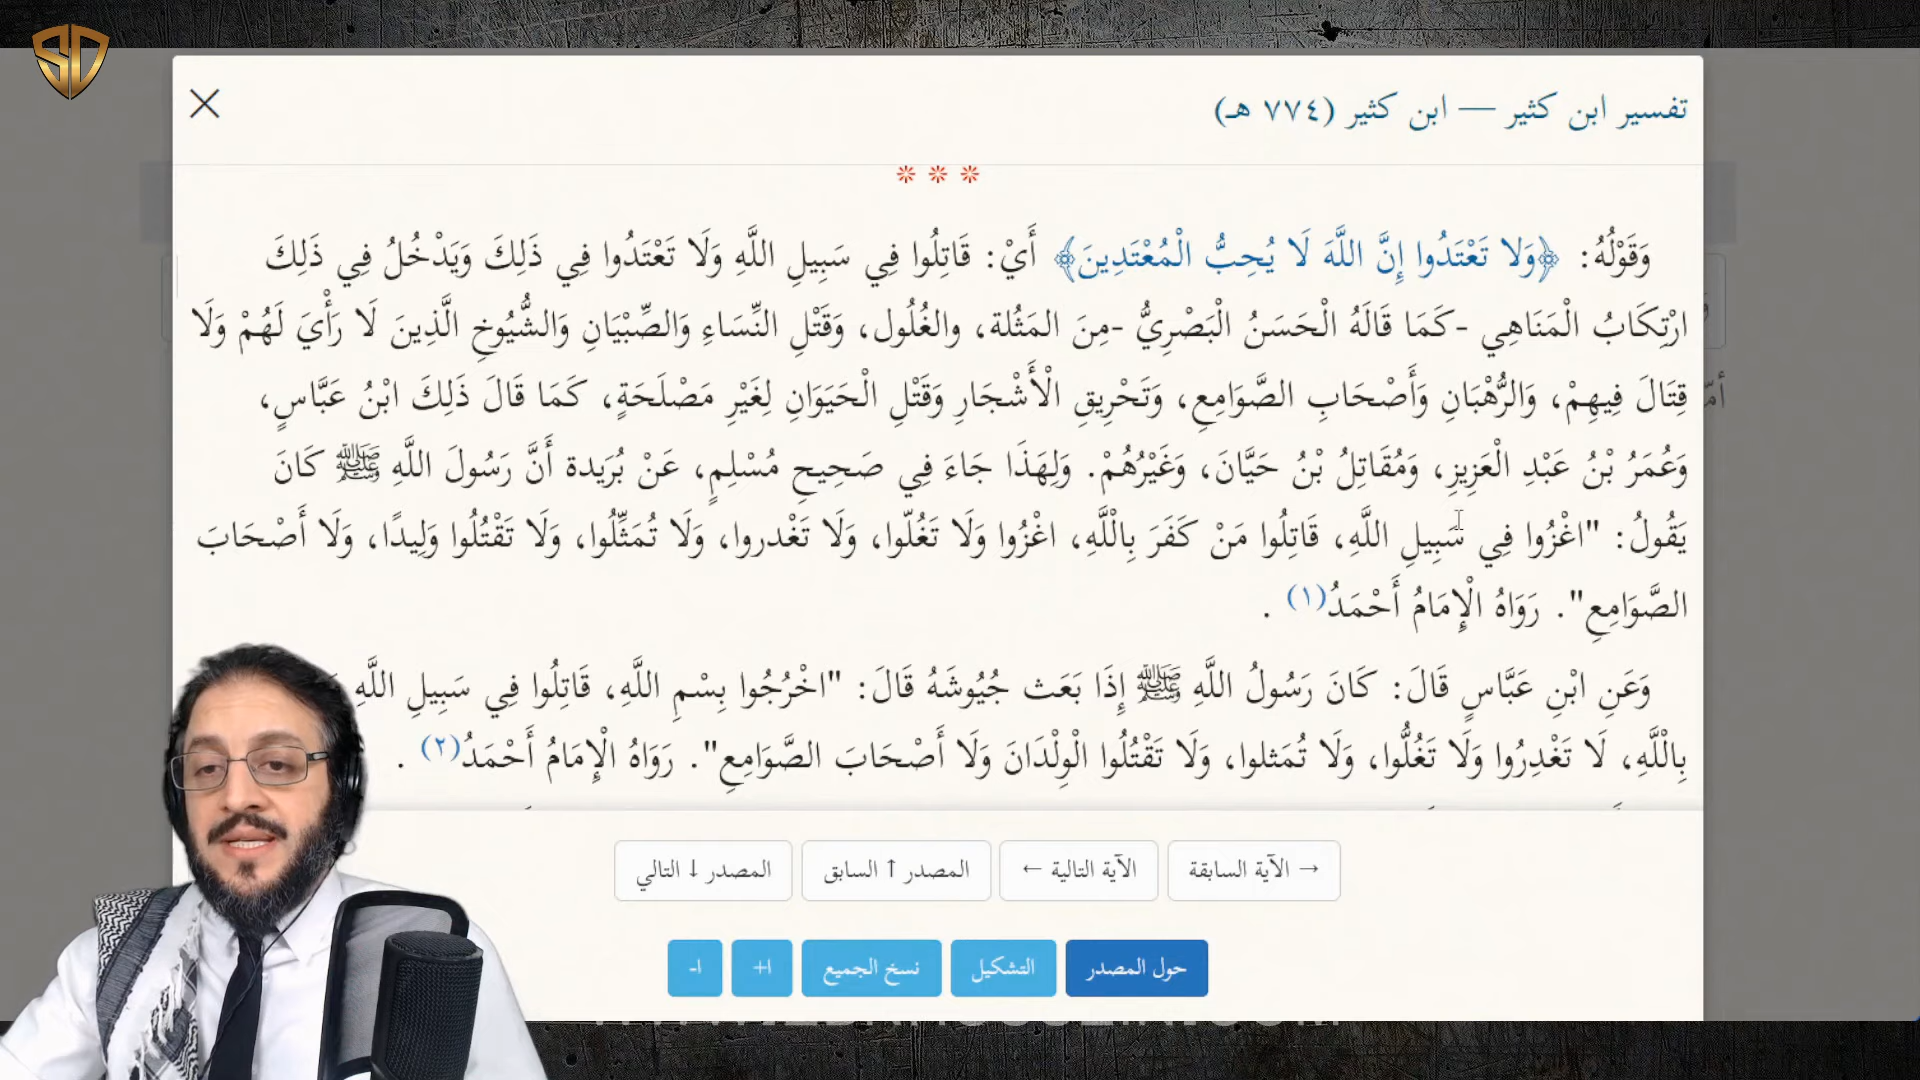 SD
تفسير ابن كثير — ابن كثير (٧٧٤ هـ)
وَقَوْلُهُ: ﴿وَلا تَعْتَدُوا إِنَّ اللَّهَ لَا يُحِبُّ الْمُعْتَدِينَ﴾ أَيْ: قَاتِلُوا فِي سَبِيلِ اللَّهِ وَلَا تَعْتَدُوا فِي ذَلِكَ وَيَدْخُلُ فِي ذَلِكَ
ارْتِكَابُ الْمَنَاهِي -كَمَا قَالَهُ الْحَسَنُ الْبَصْرِيُّ -مِنَ المَثُلة، والغُلُول، وَقَتْلِ النِّسَاءِ وَالصِّبْيَانِ وَالشُّيُوخِ الَّذِينَ لَا رَأْيَ لَهُمْ وَلَا
قِتَالَ فِيهِمْ، وَالرُّهْبَانِ وَأَصْحَابِ الصَّوَامِعِ، وَتَحْرِيقِ الْأَشْجَارِ وَقَتْلِ الْحَيَوَانِ لِغَيْرِ مَصْلَحَةٍ، كَمَا قَالَ ذَلِكَ ابْنُ عَبَّاسٍ،
وَعُمَرُ بْنُ عَبْدِ الْعَزِيزِ، وَمُقَاتِلُ بْنُ حَيَّانَ، وَغَيْرُهُمْ. وَلِهَذَا جَاءَ فِي صَحِيحِ مُسْلِمٍ، عَنْ بُرَيدة أَنَّ رَسُولَ اللَّهِ ﷺ كَانَ
يَقُولُ: "اغْزُوا فِي سَبِيلِ اللَّهِ، قَاتِلُوا مَنْ كَفَرَ بِاللَّهِ، اغْزُوا وَلَا تَغُلّوا، وَلَا تَغْدروا، وَلَا تُمَثِّلُوا، وَلَا تَقْتُلُوا وَلِيدًا، وَلَا أَصْحَابَ
الصَّوَامِعِ". رَوَاهُ الْإِمَامُ أَحْمَدُ(١) .
وَعَنِ ابْنِ عَبَّاسٍ قَالَ: كَانَ رَسُولُ اللَّهِ ﷺ إِذَا بَعَث جُيُوشَهُ قَالَ: "اخْرُجُوا بِسْمِ اللَّهِ، قَاتِلُوا فِي سَبِيلِ اللَّهِ
بِاللَّهِ، لَا تَغْدِرُوا وَلَا تَغُلُّوا، وَلَا تُمَثلوا، وَلَا تَقْتُلُوا الْوِلْدَانَ وَلَا أَصْحَابَ الصَّوَامِعِ". رَوَاهُ الْإِمَامُ أَحْمَدُ(٢) .
→ الآية السابقة الآية التالية ← المصدر ↑ السابق المصدر ↓ التالي
حول المصدر التشكيل نسخ الجميع ا+ ا-